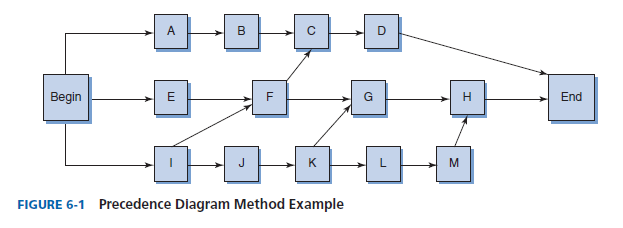 A B C D
Begin E F G H End
I J K L M
FIGURE 6-1 Precedence Diagram Method Example